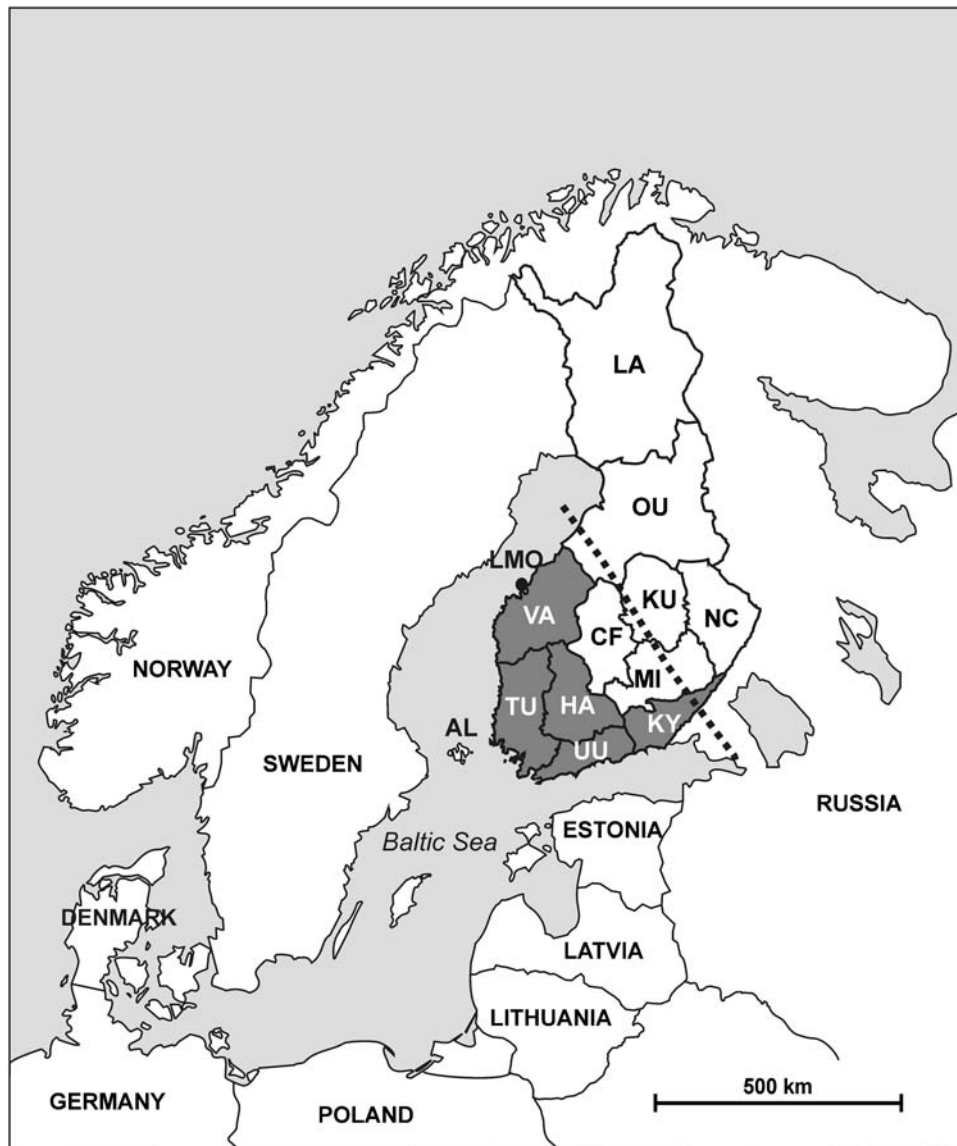 LA
OU
LMO
VA
KU
NC
CF
NORWAY
MI
TU
HA
KY
AL
UU
SWEDEN
RUSSIA
ESTONIA
Baltic Sea
DENMARK
LATVIA
LITHUANIA
500 km
GERMANY
POLAND